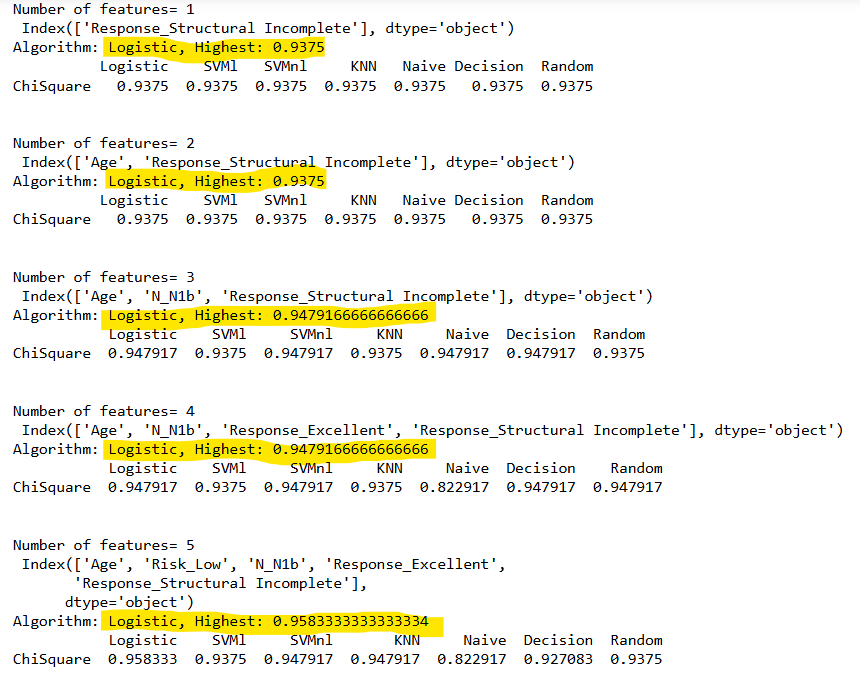 Number of features= 1
Index(['Response_Structural Incomplete'], dtype='object')
Algorithm: Logistic, Highest: 0.9375
Logistic SVMl SVMnl KNN Naive Decision Random
ChiSquare 0.9375 0.9375 0.9375 0.9375 0.9375 0.9375 0.9375
Number of features= 2
Index(['Age', 'Response_Structural Incomplete'], dtype='object')
Algorithm: Logistic, Highest: 0.9375
Logistic SVMl SVMnl KNN Naive Decision Random
ChiSquare 0.9375 0.9375 0.9375 0.9375 0.9375 0.9375 0.9375
Number of features= 3
Index(['Age', 'N_N1b', 'Response_Structural Incomplete'], dtype='object')
Algorithm: Logistic, Highest: 0.9479166666666666
Logistic SVMl SVMnl KNN Naive Decision Random
ChiSquare 0.947917 0.9375 0.947917 0.9375 0.947917 0.947917 0.9375
Number of features= 4
Index(['Age', 'N_N1b', 'Response_Excellent', 'Response_Structural Incomplete'], dtype='object')
Algorithm: Logistic, Highest: 0.9479166666666666
Logistic SVMl SVMnl KNN Naive Decision Random
ChiSquare 0.947917 0.9375 0.947917 0.9375 0.822917 0.947917 0.947917
Number of features= 5
Index(['Age', 'Risk_Low', 'N_N1b', 'Response_Excellent',
'Response_Structural Incomplete'],
dtype='object')
Algorithm: Logistic, Highest: 0.9583333333333334
Logistic SVMl SVMnl KNN Naive Decision Random
ChiSquare 0.958333 0.9375 0.947917 0.947917 0.822917 0.927083 0.9375